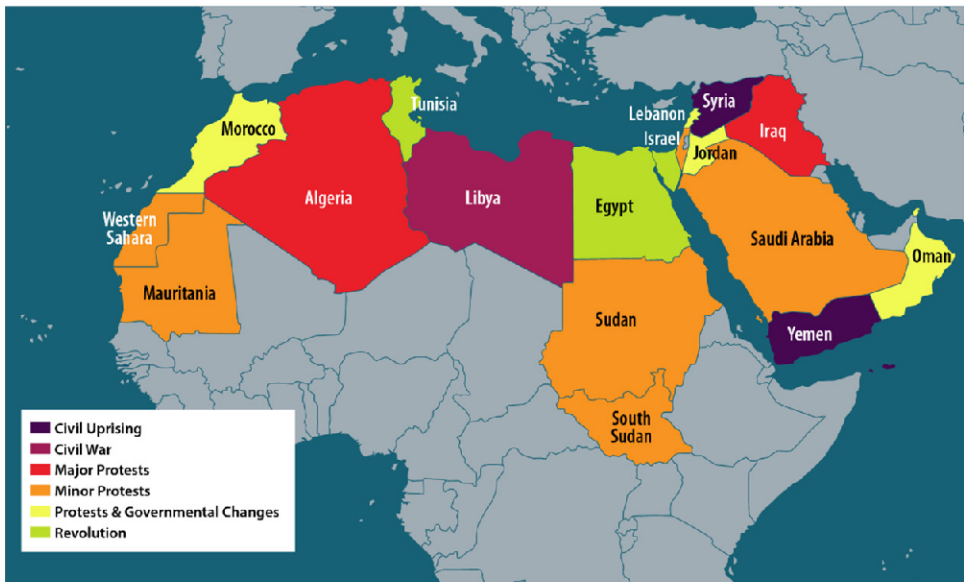 Tunisia
Morocco
Algeria
Libya
Egypt
Western
Sahara
Mauritania
Sudan
South
Sudan
Lebanon
Israel
Syria
Jordan
Iraq
Saudi Arabia
Oman
Yemen
Civil Uprising
Civil War
Major Protests
Minor Protests
Protests & Governmental Changes
Revolution